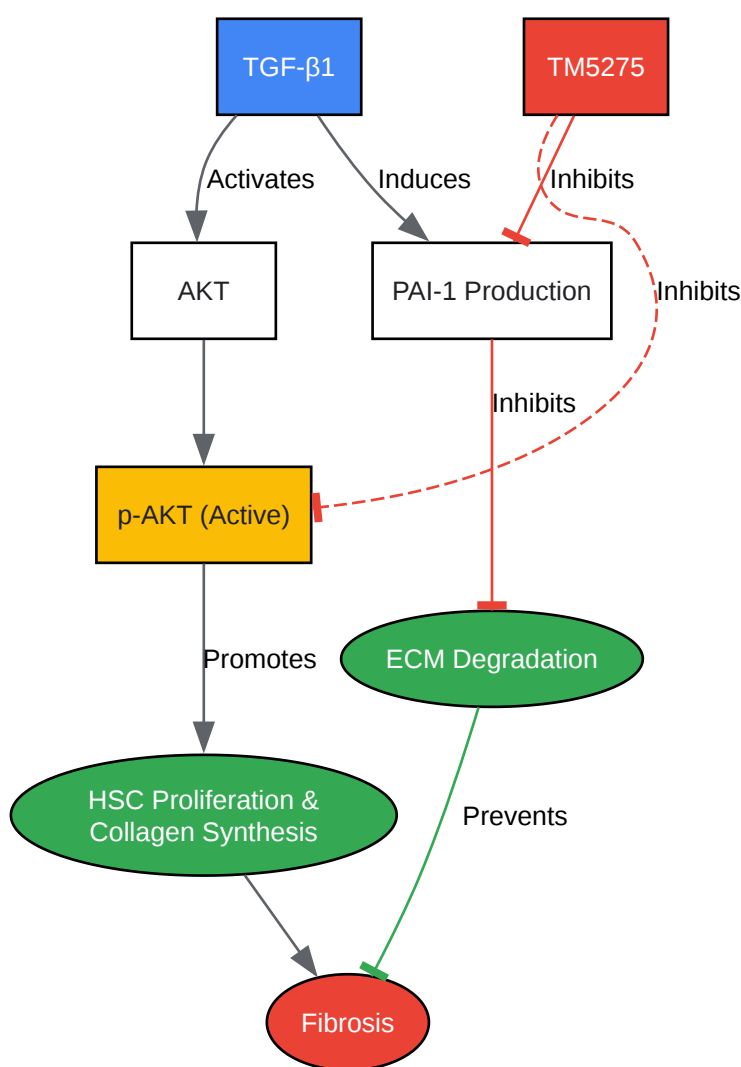 TGF-β1
TM5275
Activates
Induces
Inhibits
AKT
PAI-1 Production
Inhibits
Inhibits
p-AKT (Active)
Promotes
ECM Degradation
HSC Proliferation &
Collagen Synthesis
Prevents
Fibrosis